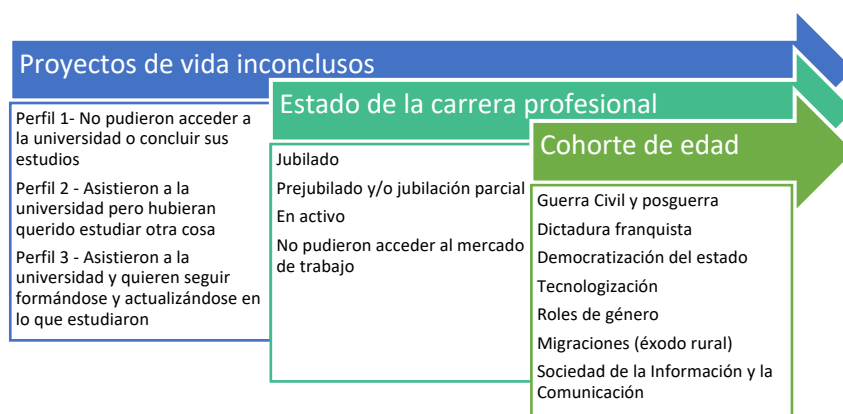 Proyectos de vida inconclusos
Perfil 1- No pudieron acceder a
la universidad o concluir sus
estudios
Perfil 2 - Asistieron a la
universidad pero hubieran
querido estudiar otra cosa
Perfil 3 - Asistieron a la
universidad y quieren seguir
formándose y actualizándose en
lo que estudiaron
Estado de la carrera profesional
Jubilado
Prejubilado y/o jubilación parcial
En activo
No pudieron acceder al mercado
de trabajo
Cohorte de edad
Guerra Civil y posguerra
Dictadura franquista
Democratización del estado
Tecnologización
Roles de género
Migraciones (éxodo rural)
Sociedad de la Información y la
Comunicación